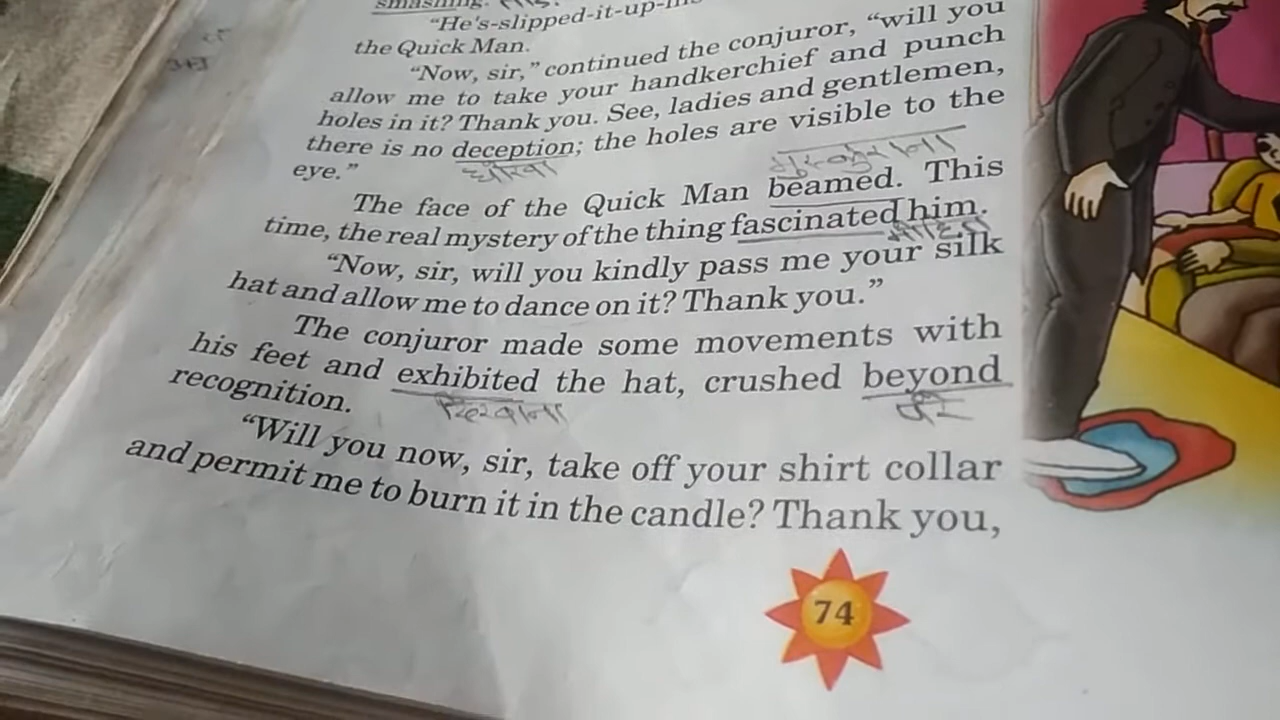 smashing.
"He's-slipped-it-up-
the Quick Man.
"Now, sir," continued the conjuror, "will you
allow me to take your handkerchief and punch
holes in it? Thank you. See, ladies and gentlemen,
there is no deception; the holes are visible to the
eye."
धोखा
The face of the Quick Man beamed. This
time, the real mystery of the thing fascinated him.
मोहित
"Now, sir, will you kindly pass me your silk
hat and allow me to dance on it? Thank you."
The conjuror made some movements with
his feet and exhibited the hat, crushed beyond
दिखाना परे
recognition.
"Will you now, sir, take off your shirt collar
and permit me to burn it in the candle? Thank you,
74